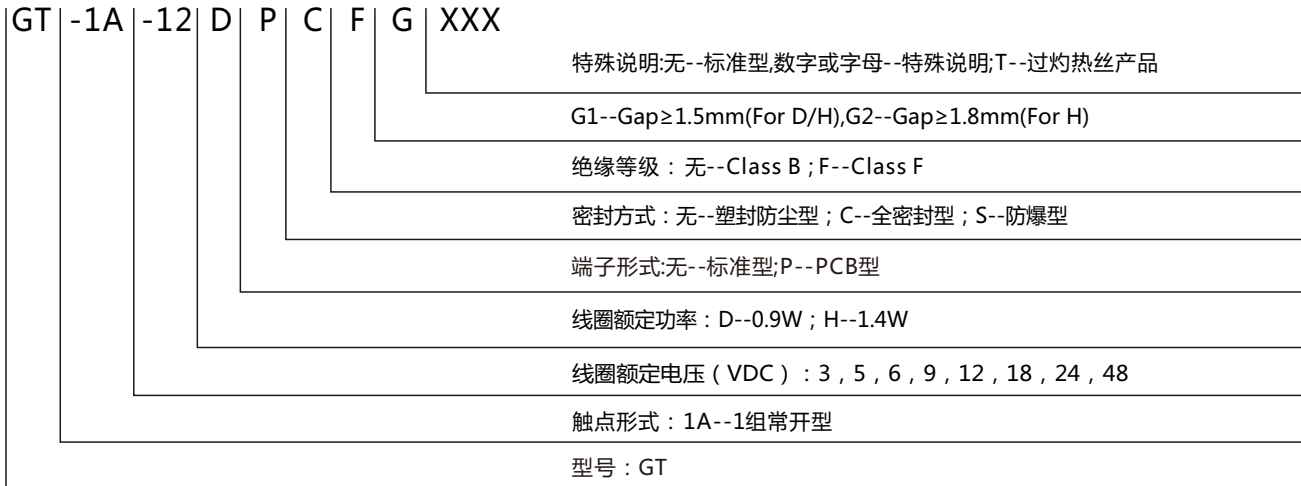 GT -1A -12 D P C F G XXX
特殊说明:无--标准型,数字或字母--特殊说明;T--过灼热丝产品
G1--Gap≥1.5mm(For D/H),G2--Gap≥1.8mm(For H)
绝缘等级：无--Class B；F--Class F
密封方式：无--塑封防尘型；C--全密封型；S--防爆型
端子形式:无--标准型;P--PCB型
线圈额定功率：D--0.9W；H--1.4W
线圈额定电压（VDC）：3，5，6，9，12，18，24，48
触点形式：1A--1组常开型
型号：GT